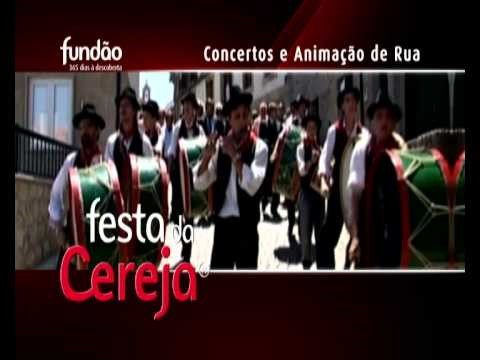 fundão
365 dias à descoberta
Concertos e Animação de Rua
festa da
Cereja®